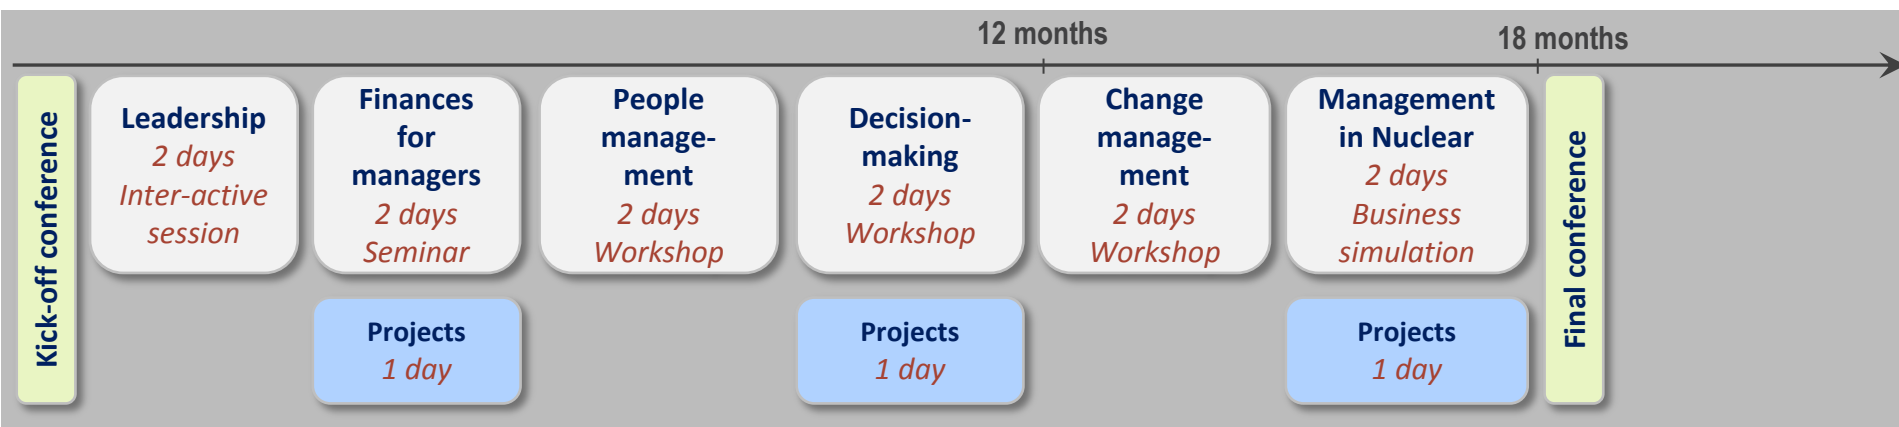 12 months
18 months
Kick-off conference
Leadership
2 days
Inter-active
session
Finances
for
managers
2 days
Seminar
Projects
1 day
People
manage-
ment
2 days
Workshop
Decision-
making
2 days
Workshop
Projects
1 day
Change
manage-
ment
2 days
Workshop
Management
in Nuclear
2 days
Business
simulation
Projects
1 day
Final conference